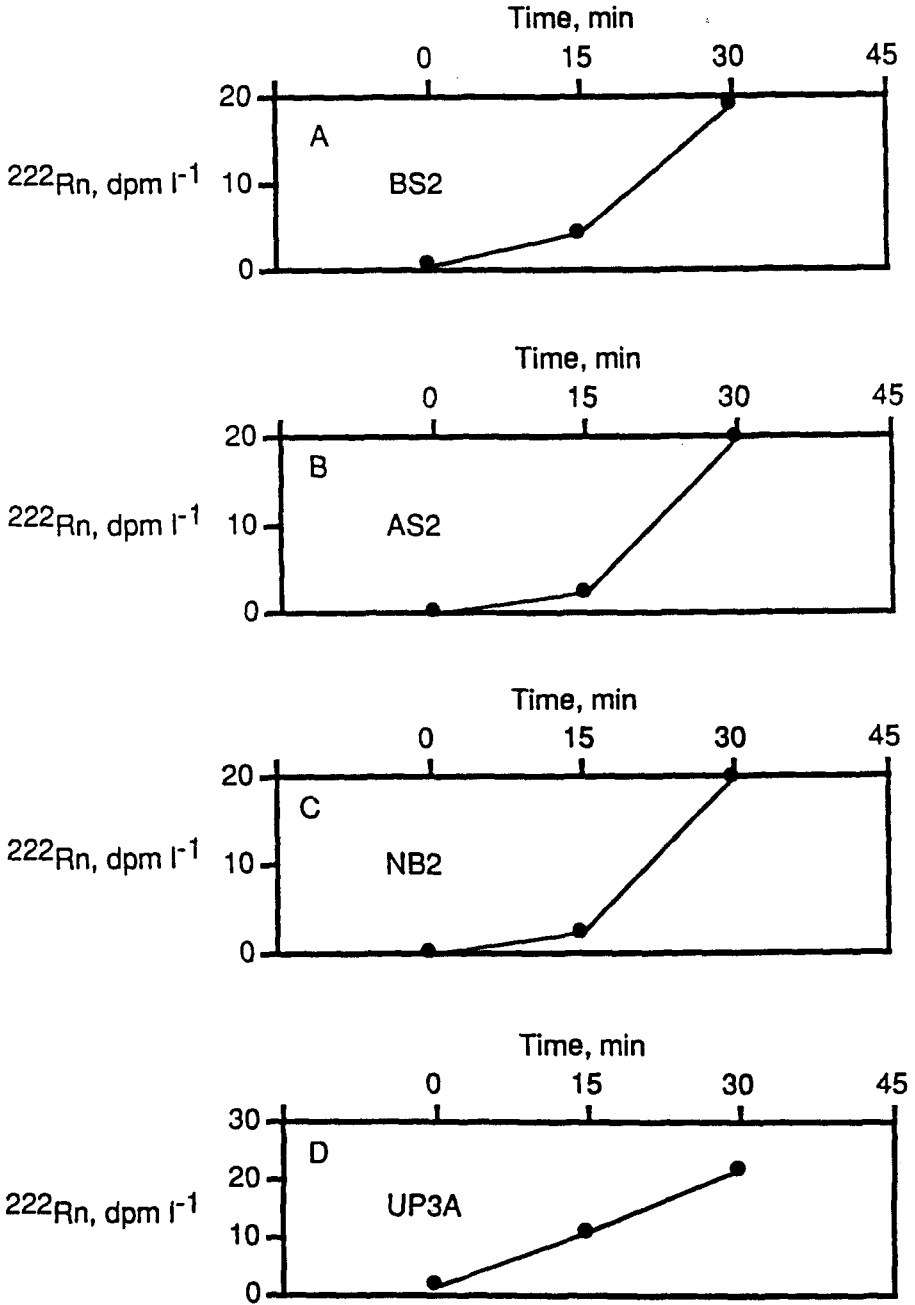 Time, min
0 15 30 45
20
A
222Rn, dpm l-1 10 BS2
0
Time, min
0 15 30 45
20
B
222Rn, dpm l-1 10 AS2
0
Time, min
0 15 30 45
20
C
222Rn, dpm l-1 10 NB2
0
Time, min
0 15 30 45
30
D
20
222Rn, dpm l-1 UP3A
10
0